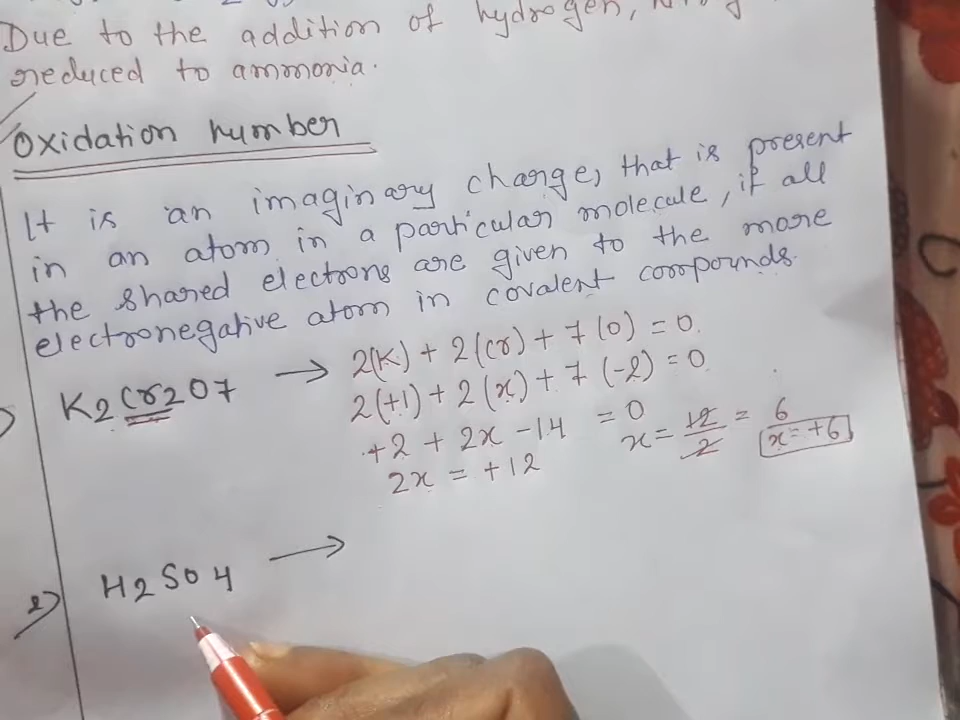 Due to the addition of hydrogen,
reduced to ammonia.
Oxidation number
It is an imaginary charge, that is present
in an atom in a particular molecule, if all
the shared electrons are given to the more
electronegative atom in covalent compounds.
K2Cr2O7 → 2(K) + 2(Cr) + 7(O) = 0.
2(+1) + 2(x) + 7(-2) = 0
+2 + 2x - 14 = 0
2x = +12
x = 12/2 = 6
x = +6
2) H2SO4 →